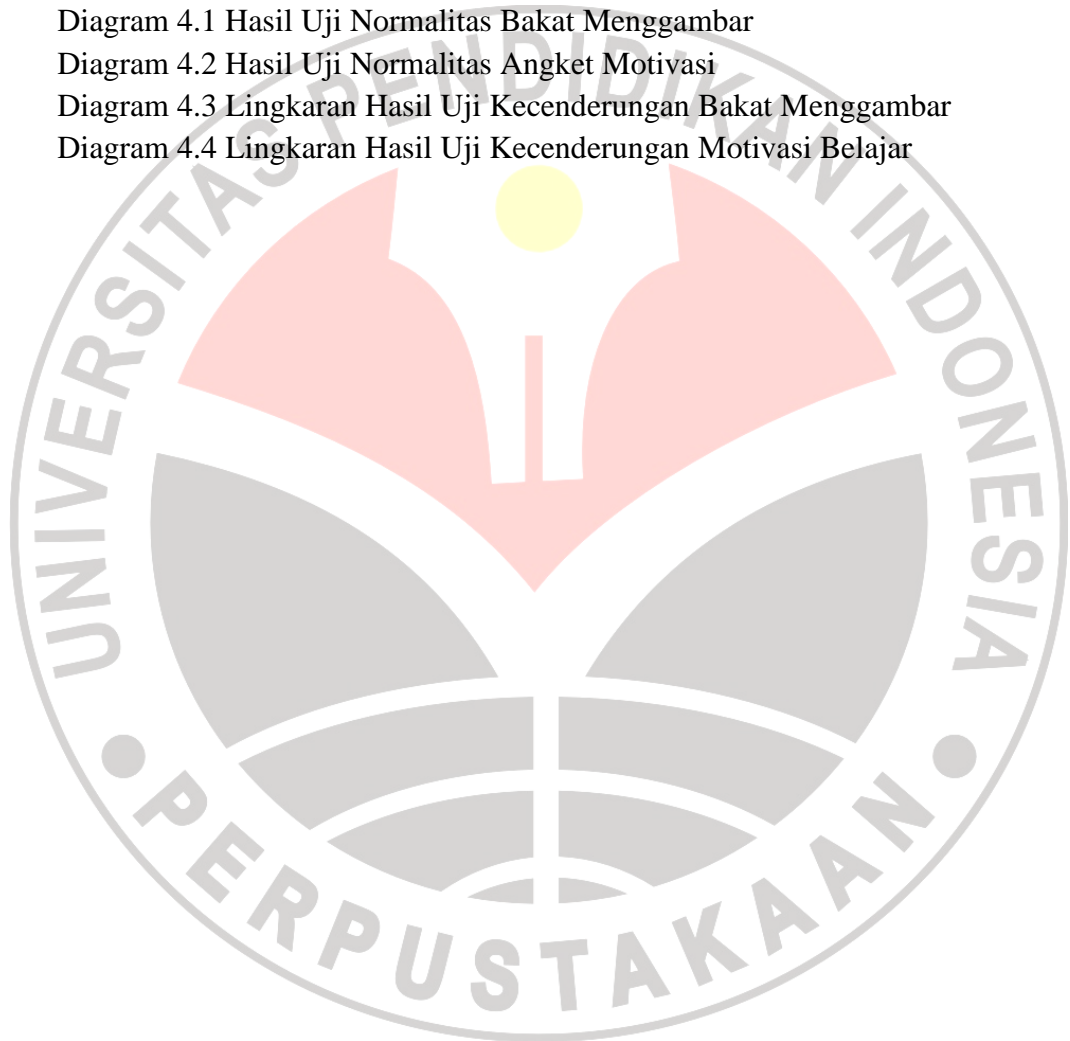 Diagram 4.1 Hasil Uji Normalitas Bakat Menggambar
Diagram 4.2 Hasil Uji Normalitas Angket Motivasi
Diagram 4.3 Lingkaran Hasil Uji Kecenderungan Bakat Menggambar
Diagram 4.4 Lingkaran Hasil Uji Kecenderungan Motivasi Belajar
UNIVERSITAS PENDIDIKAN INDONESIA
PERPUSTAKAAN